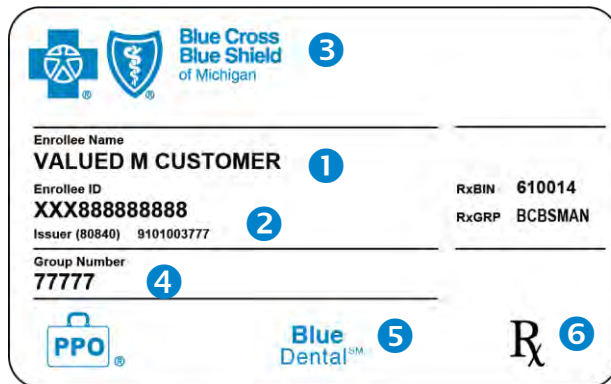 Blue Cross
Blue Shield
of Michigan
3
® ®
Enrollee Name
VALUED M CUSTOMER
1
Enrollee ID
XXX888888888
Issuer (80840) 9101003777
2
RxBIN 610014
RxGRP BCBSMAN
Group Number
77777
4
PPO ®
Blue
Dental℠
5
Rx
6